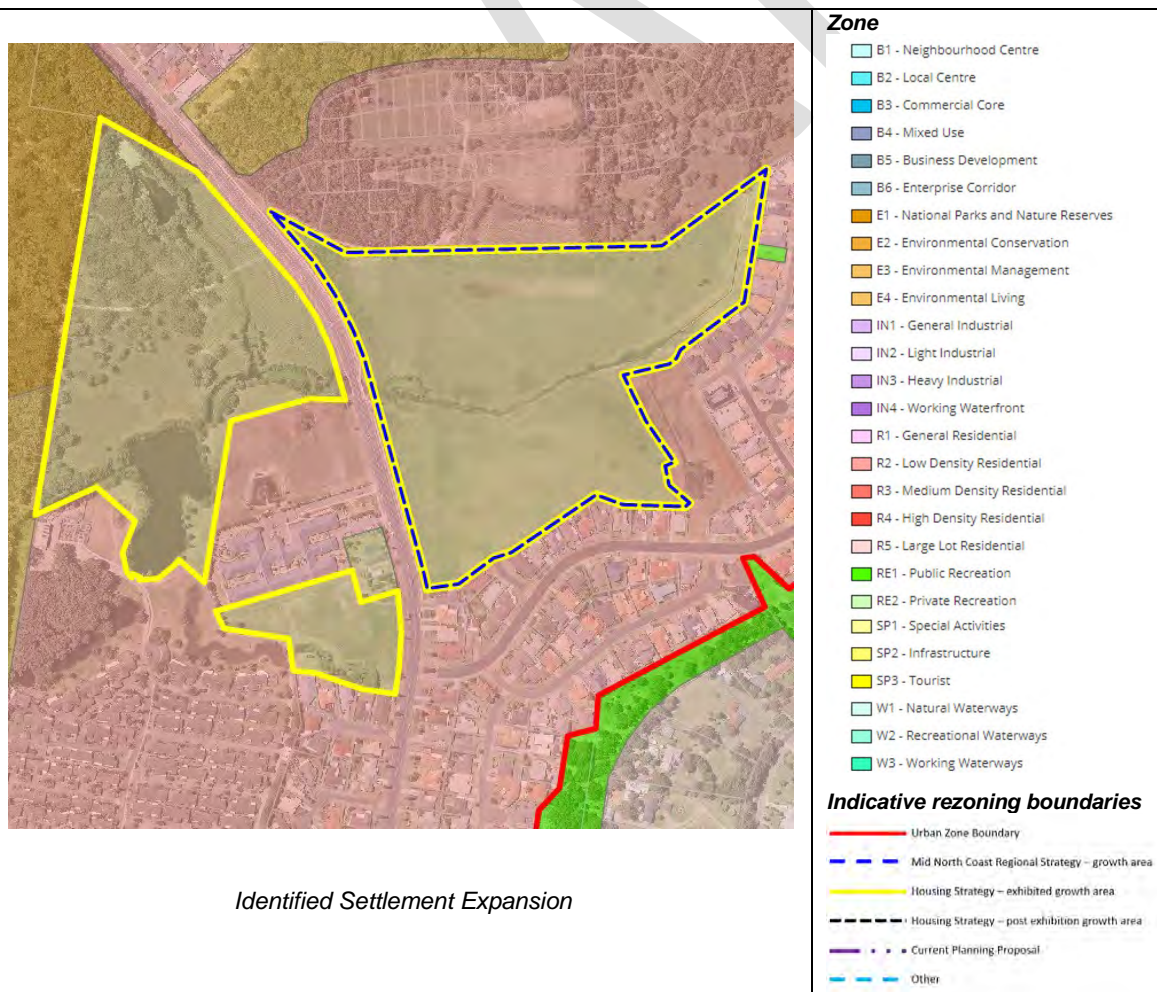 Zone
B1 - Neighbourhood Centre
B2 - Local Centre
B3 - Commercial Core
B4 - Mixed Use
B5 - Business Development
B6 - Enterprise Corridor
E1 - National Parks and Nature Reserves
E2 - Environmental Conservation
E3 - Environmental Management
E4 - Environmental Living
IN1 - General Industrial
IN2 - Light Industrial
IN3 - Heavy Industrial
IN4 - Working Waterfront
R1 - General Residential
R2 - Low Density Residential
R3 - Medium Density Residential
R4 - High Density Residential
R5 - Large Lot Residential
RE1 - Public Recreation
RE2 - Private Recreation
SP1 - Special Activities
SP2 - Infrastructure
SP3 - Tourist
W1 - Natural Waterways
W2 - Recreational Waterways
W3 - Working Waterways
Indicative rezoning boundaries
Urban Zone Boundary
Mid North Coast Regional Strategy – growth area
Housing Strategy – exhibited growth area
Housing Strategy – post exhibition growth area
Current Planning Proposal
Other
Identified Settlement Expansion